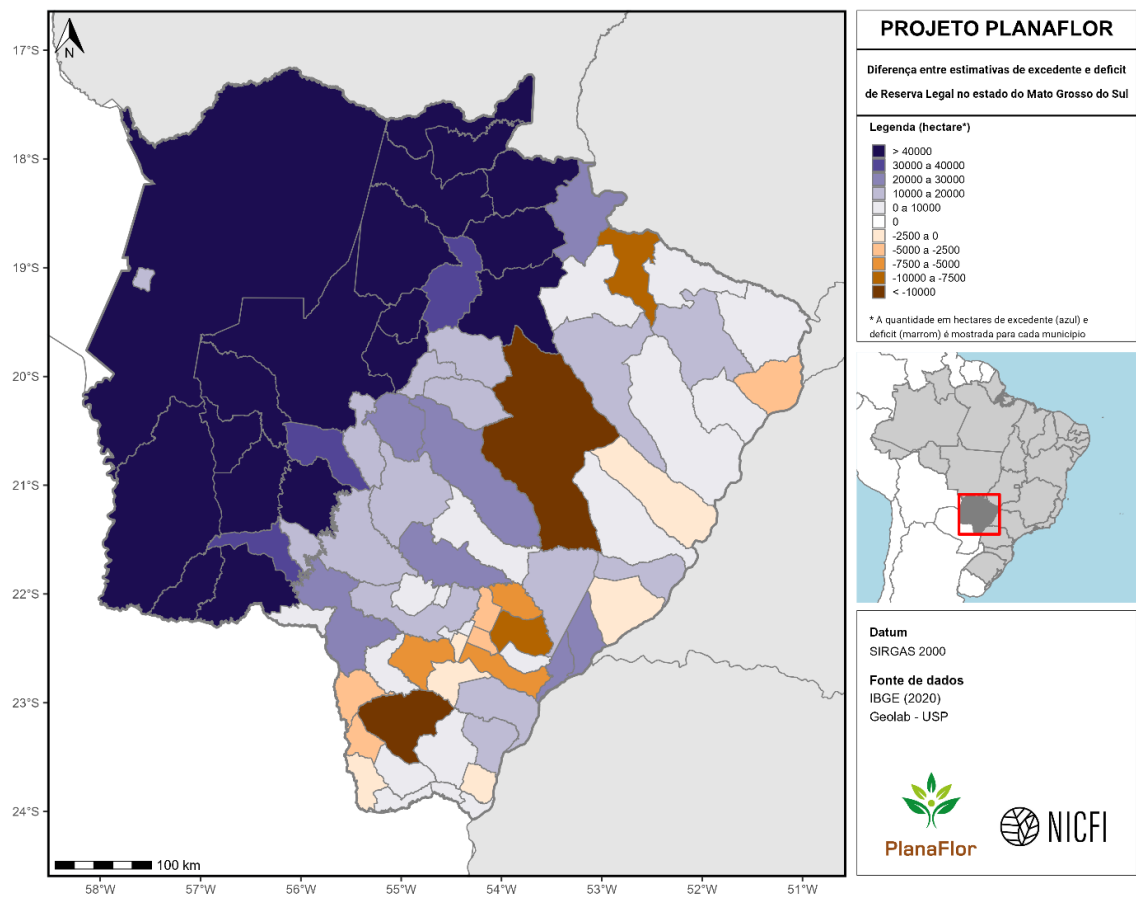 PROJETO PLANAFLOR
Diferença entre estimativas de excedente e deficit
de Reserva Legal no estado do Mato Grosso do Sul
Legenda (hectare*)
> 40000
30000 a 40000
20000 a 30000
10000 a 20000
0 a 10000
0
-2500 a 0
-5000 a -2500
-7500 a -5000
-10000 a -7500
< -10000
* A quantidade em hectares de excedente (azul) e
deficit (marrom) é mostrada para cada municipio
N
17°S
18°S
19°S
20°S
21°S
22°S
23°S
24°S
100 km
58°W
57°W
56°W
55°W
54°W
53°W
52°W
51°W
Datum
SIRGAS 2000
Fonte de dados
IBGE (2020)
Geolab - USP
PlanaFlor
NICFI